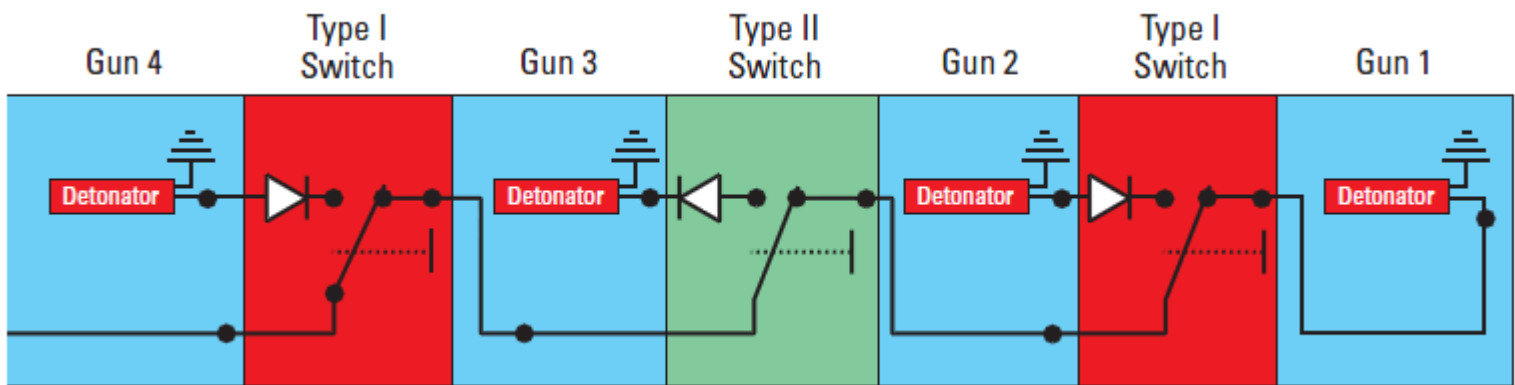 Gun 4
Type I
Switch
Gun 3
Type II
Switch
Gun 2
Type I
Switch
Gun 1
Detonator
Detonator
Detonator
Detonator